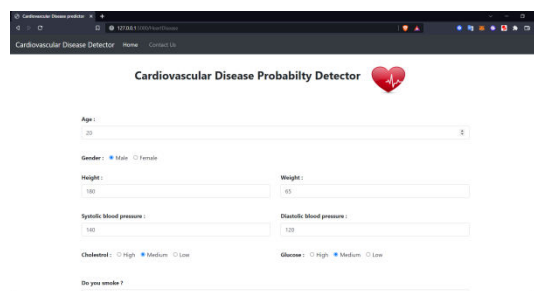 Cardiovascular Disease predictor
127.0.0.1:5000/HeartDisease
Cardiovascular Disease Detector Home Contact Us
Cardiovascular Disease Probabilty Detector
Age :
20
Gender : Male Female
Height : Weight :
180 65
Systolic blood pressure : Diastolic blood pressure :
140 120
Cholestrol : High Medium Low Glucose : High Medium Low
Do you smoke ?